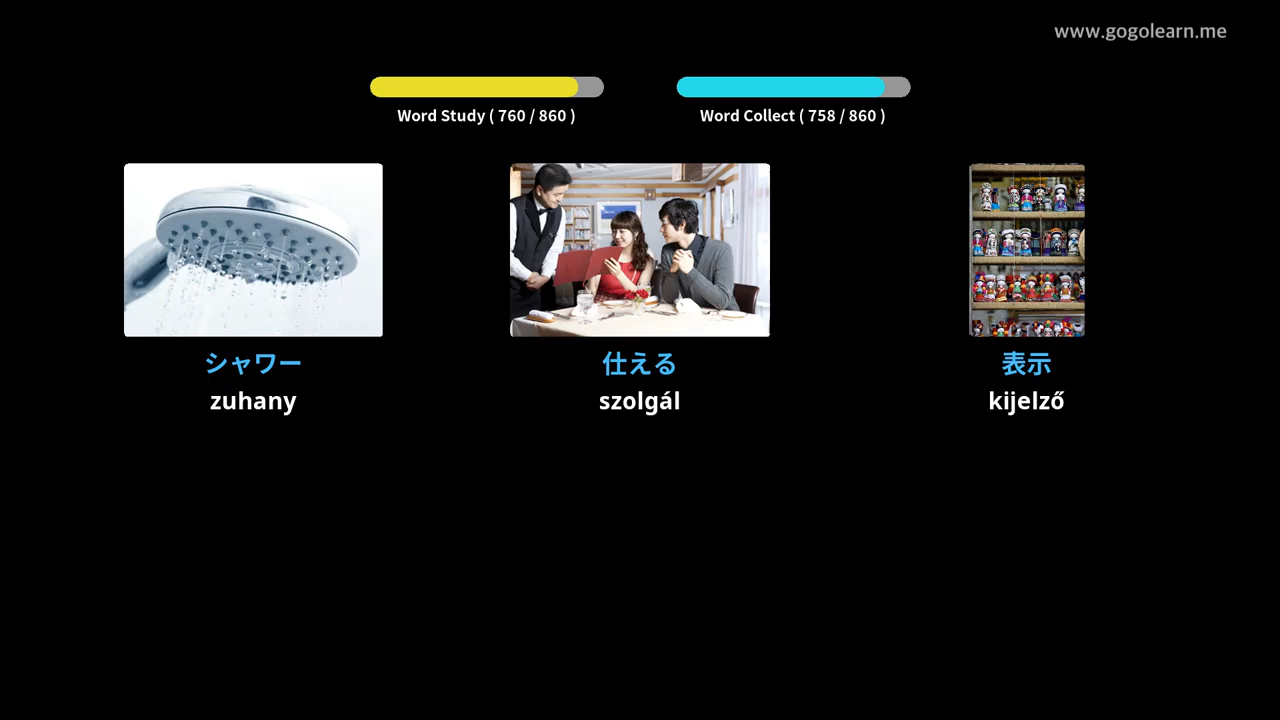 www.gogolearn.me
Word Study ( 760 / 860 )
Word Collect ( 758 / 860 )
シャワー
zuhany
仕える
szolgál
表示
kijelző